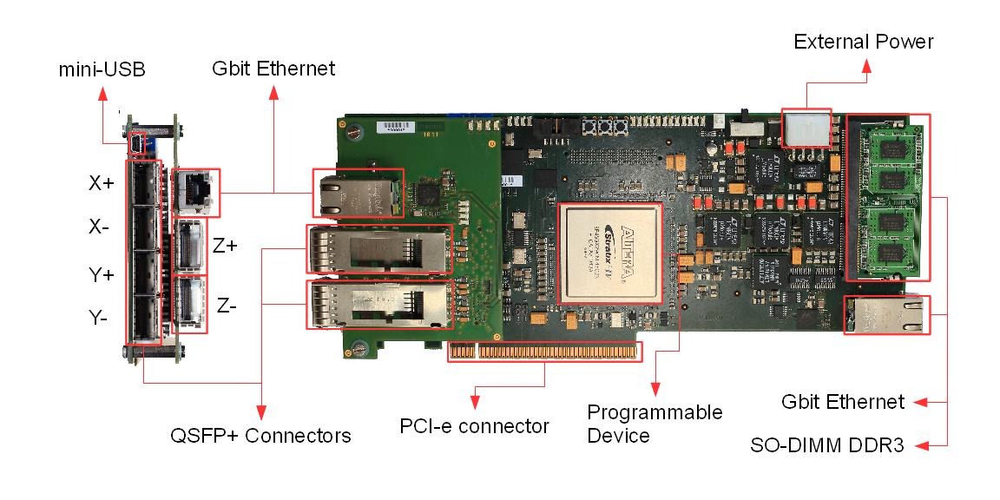 External Power
mini-USB
Gbit Ethernet
X+
X-
Y+
Y-
Z+
Z-
ALTERA
Stratix IV
QSFP+ Connectors
PCI-e connector
Programmable
Device
Gbit Ethernet
SO-DIMM DDR3